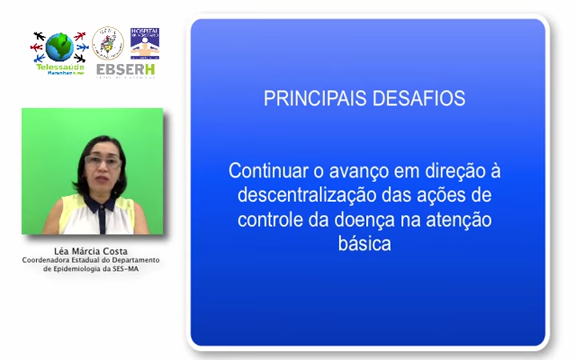 Telessaúde
HOSPITAL
EBSERH
PRINCIPAIS DESAFIOS
Continuar o avanço em direção à
descentralização das ações de
controle da doença na atenção
básica
Léa Márcia Costa
Coordenadora Estadual do Departamento
de Epidemiologia da SES-MA